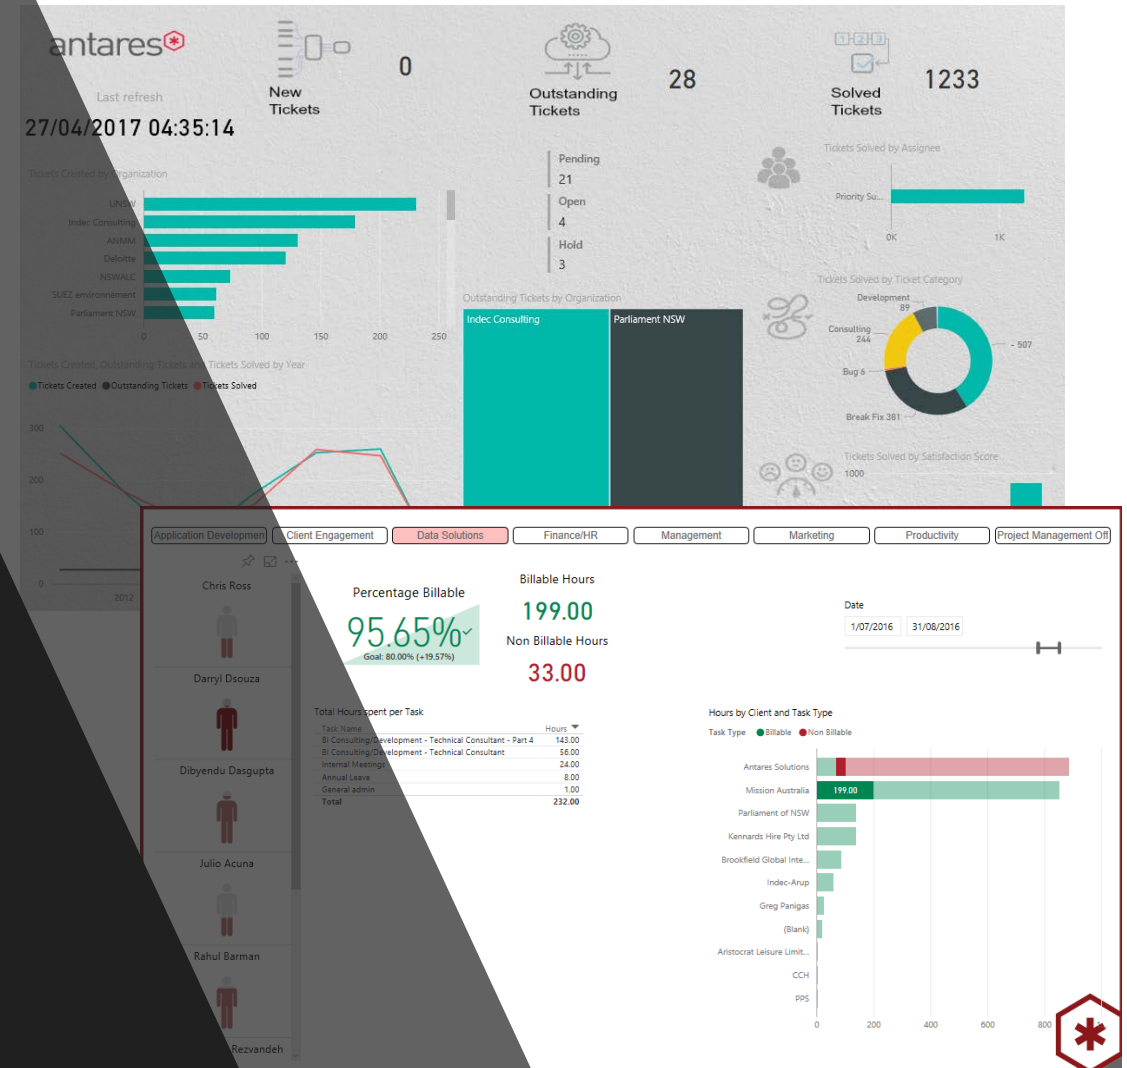 antares
Last refresh
27/04/2017 04:35:14
New
Tickets
0
Outstanding
Tickets
28
1 2 3
Solved
Tickets
1233
Pending
21
Open
4
Hold
3
Tickets Solved by Assignee
Priority Su...
0K 1K
Tickets Created by Organization
UNSW
Indec Consulting
ANMM
Deloitte
NSWALC
SUEZ environnement
Parliament NSW
0 50 100 150 200 250
Outstanding Tickets by Organization
Indec Consulting
Parliament NSW
Tickets Solved by Ticket Category
Development
89
Consulting
244
Bug 6
Break Fix 381
- 507
Tickets Created ,Outstanding Tickets and Tickets Solved by Year
Tickets Created Outstanding Tickets Tickets Solved
300
200
100
0
2012
Tickets Solved by Satisfaction Score
1000
Application Developmen
Client Engagement
Data Solutions
Finance/HR
Management
Marketing
Productivity
Project Management Off
Chris Ross
Darryl Dsouza
Dibyendu Dasgupta
Julio Acuna
Rahul Barman
Rezvandeh
Percentage Billable
95.65%
Goal: 80.00% (+19.57%)
Billable Hours
199.00
Non Billable Hours
33.00
Date
1/07/2016 31/08/2016
Total Hours spent per Task
Task Name Hours
BI Consulting/Development - Technical Consultant - Part 4 143.00
BI Consulting/Development - Technical Consultant 56.00
Internal Meetings 24.00
Annual Leave 8.00
General admin 1.00
Total 232.00
Hours by Client and Task Type
Task Type Billable Non Billable
Antares Solutions
Mission Australia 199.00
Parliament of NSW
Kennards Hire Pty Ltd
Brookfield Global Inte...
Indec-Arup
Greg Panigas
(Blank)
Aristocrat Leisure Limit...
CCH
PPS
0 200 400 600 800